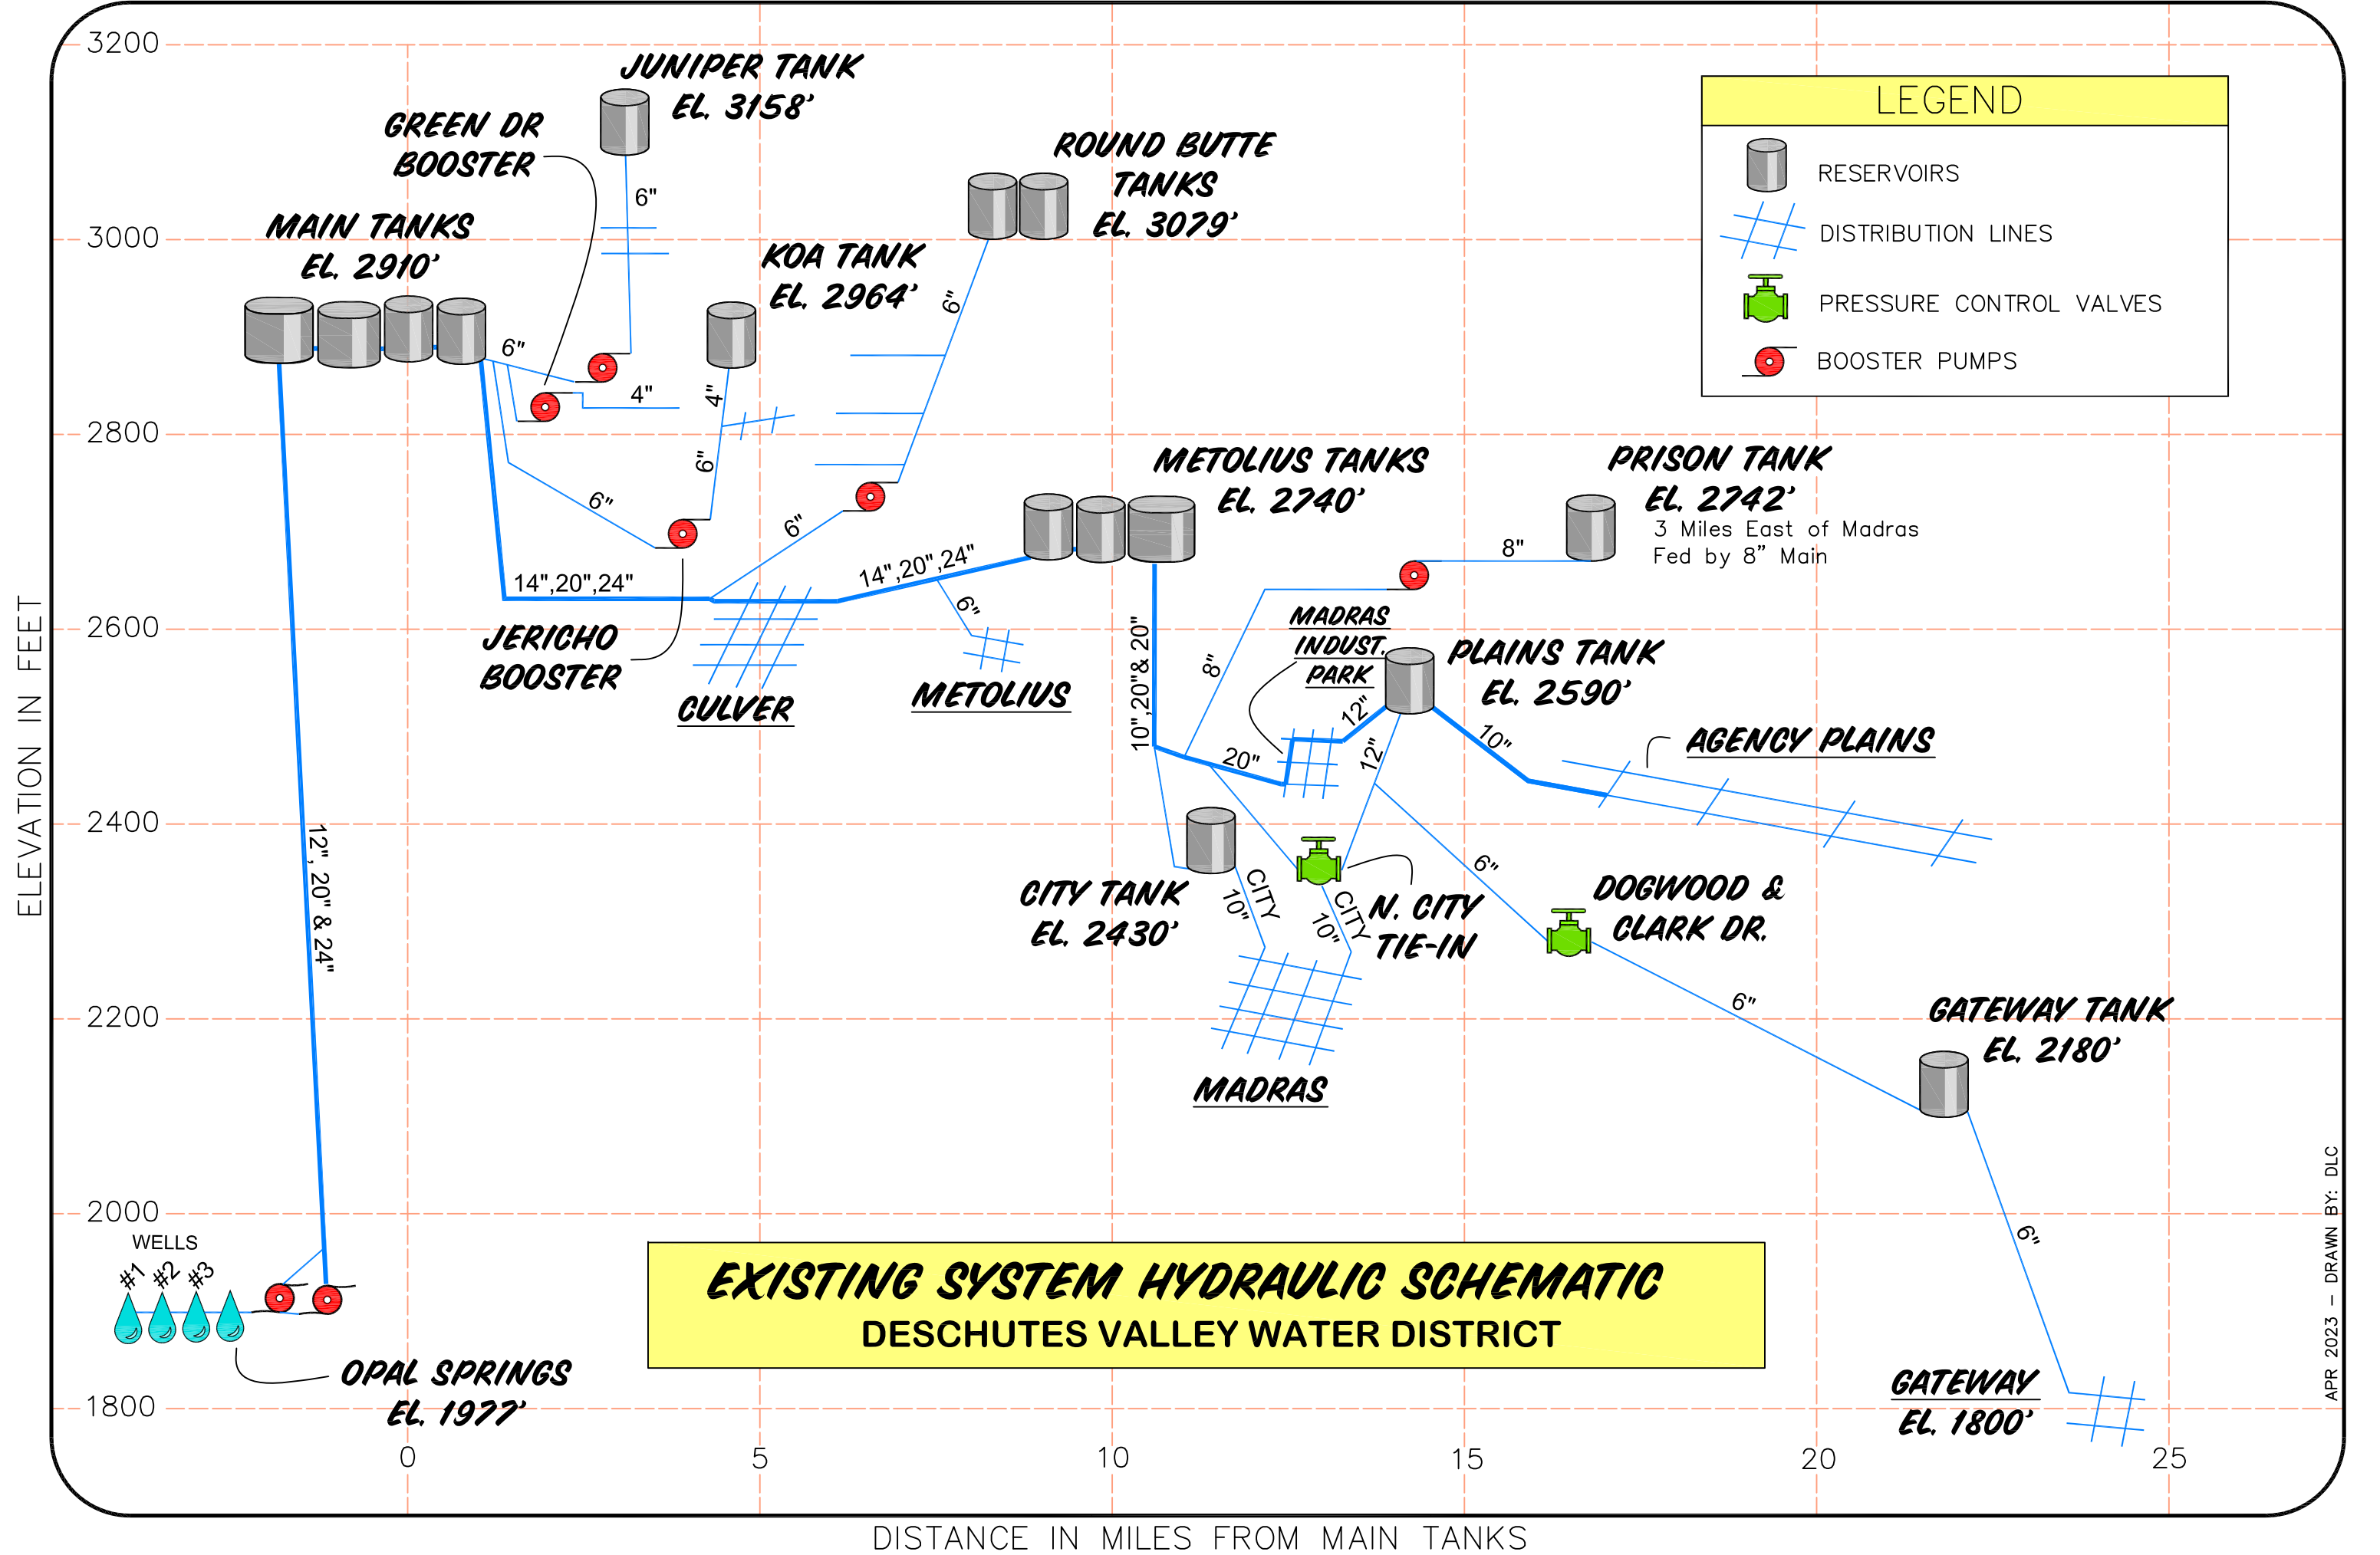 3200
3000
2800
2600
2400
2200
2000
1800
ELEVATION IN FEET
JUNIPER TANK
EL. 3158'
GREEN DR
BOOSTER
MAIN TANKS
EL. 2910'
ROUND BUTTE
TANKS
EL. 3079'
KOA TANK
EL. 2964'
6"
6"
4"
4"
6"
6"
6"
6"
14",20",24"
14",20",24"
6"
JERICHO
BOOSTER
CULVER
METOLIUS
METOLIUS TANKS
EL. 2740'
PRISON TANK
EL. 2742'
3 Miles East of Madras
Fed by 8" Main
8"
8"
10",20"& 20"
MADRAS
INDUST.
PARK
PLAINS TANK
EL. 2590'
20"
12"
12"
10"
AGENCY PLAINS
CITY TANK
EL. 2430'
CITY
10"
CITY
10"
N. CITY
TIE-IN
6"
DOGWOOD &
CLARK DR.
6"
MADRAS
GATEWAY TANK
EL. 2180'
6"
GATEWAY
EL. 1800'
12", 20" & 24"
WELLS
#1
#2
#3
OPAL SPRINGS
EL. 1977'
LEGEND
RESERVOIRS
DISTRIBUTION LINES
PRESSURE CONTROL VALVES
BOOSTER PUMPS
EXISTING SYSTEM HYDRAULIC SCHEMATIC
DESCHUTES VALLEY WATER DISTRICT
APR 2023 - DRAWN BY: DLC
0
5
10
15
20
25
DISTANCE IN MILES FROM MAIN TANKS